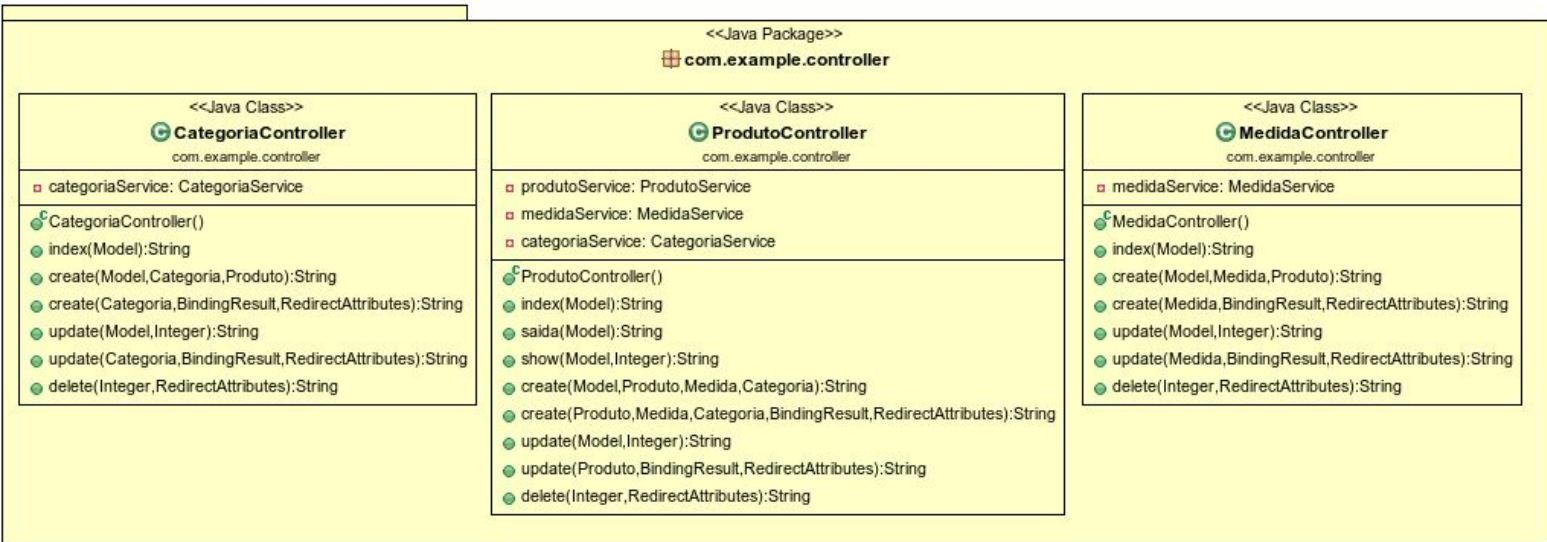 <<Java Package>>
com.example.controller
<<Java Class>>
CategoriaController
com.example.controller
categoriaService: CategoriaService
CategoriaController()
index(Model):String
create(Model,Categoria,Produto):String
create(Categoria,BindingResult,RedirectAttributes):String
update(Model,Integer):String
update(Categoria,BindingResult,RedirectAttributes):String
delete(Integer,RedirectAttributes):String
<<Java Class>>
ProdutoController
com.example.controller
produtoService: ProdutoService
medidaService: MedidaService
categoriaService: CategoriaService
ProdutoController()
index(Model):String
saida(Model):String
show(Model,Integer):String
create(Model,Produto,Medida,Categoria):String
create(Produto,Medida,Categoria,BindingResult,RedirectAttributes):String
update(Model,Integer):String
update(Produto,BindingResult,RedirectAttributes):String
delete(Integer,RedirectAttributes):String
<<Java Class>>
MedidaController
com.example.controller
medidaService: MedidaService
MedidaController()
index(Model):String
create(Model,Medida,Produto):String
create(Medida,BindingResult,RedirectAttributes):String
update(Model,Integer):String
update(Medida,BindingResult,RedirectAttributes):String
delete(Integer,RedirectAttributes):String